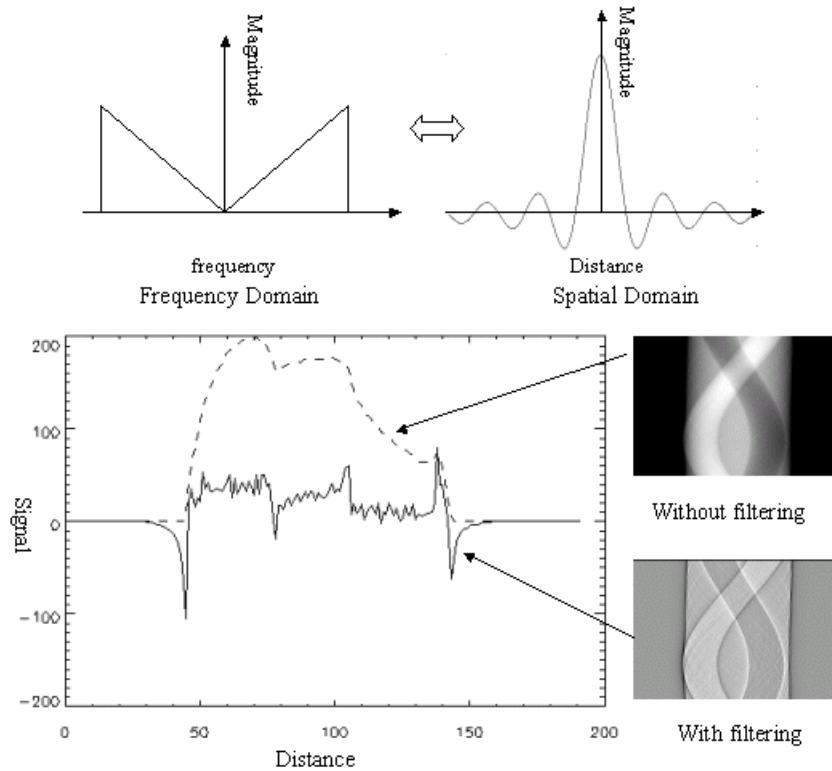 Magnitude
Magnitude
frequency
Distance
Frequency Domain
Spatial Domain
200
100
0
-100
-200
Signal
0
50
100
150
200
Distance
Without filtering
With filtering